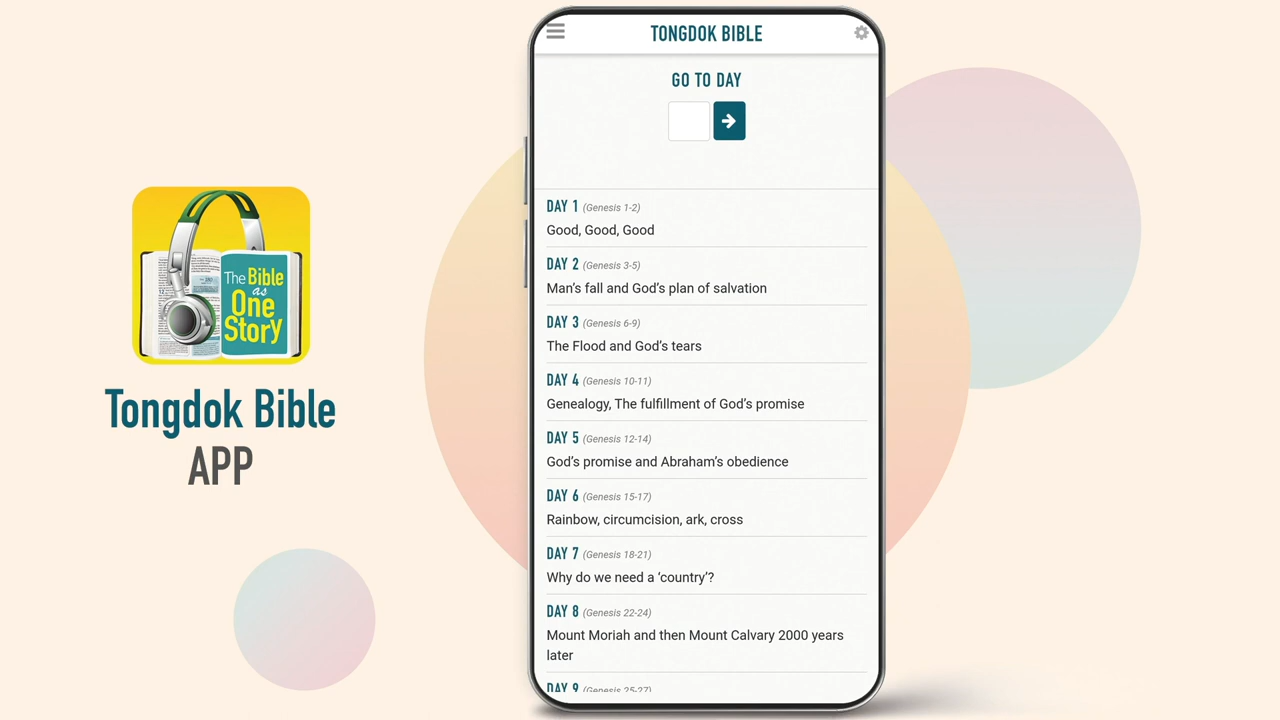 TONGDOK BIBLE
GO TO DAY
DAY 1 (Genesis 1-2)
Good, Good, Good
DAY 2 (Genesis 3-5)
Man's fall and God's plan of salvation
DAY 3 (Genesis 6-9)
The Flood and God's tears
DAY 4 (Genesis 10-11)
Genealogy, The fulfillment of God's promise
DAY 5 (Genesis 12-14)
God's promise and Abraham's obedience
DAY 6 (Genesis 15-17)
Rainbow, circumcision, ark, cross
DAY 7 (Genesis 18-21)
Why do we need a ‘country’?
DAY 8 (Genesis 22-24)
Mount Moriah and then Mount Calvary 2000 years
later
DAY 9 (Genesis 25-27)
The Bible
as
One
Story
Tongdok Bible
APP